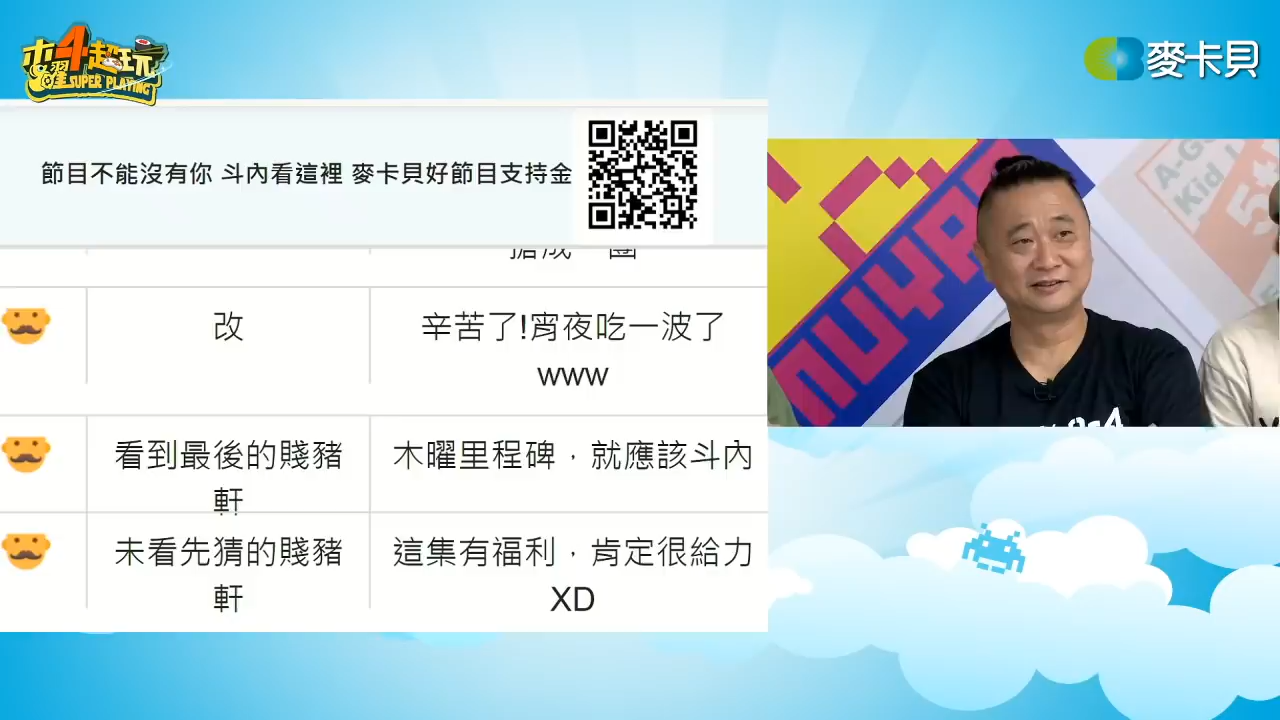 木曜4超玩
SUPER PLAYING
麥卡貝
節目不能沒有你 斗內看這裡 麥卡貝好節目支持金
改
辛苦了!宵夜吃一波了
www
看到最後的賤豬
軒
木曜里程碑，就應該斗內
未看先猜的賤豬
軒
這集有福利，肯定很給力
XD
A-G
Kid